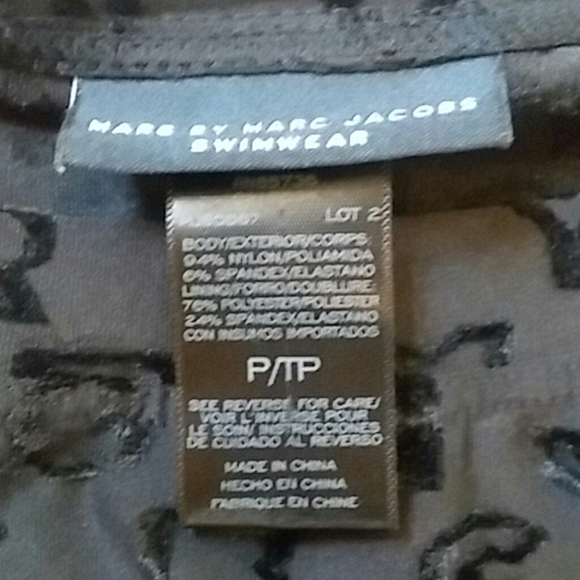 MARC BY MARC JACOBS
SWIMWEAR
LOT 2
BODY/EXTERIOR/CORPS:
94% NYLON/POLIAMIDA
6% SPANDEX/ELASTANO
LINING/FORRO/DOUBLURE:
76% POLYESTER/POLIESTER
24% SPANDEX/ELASTANO
CON INSUMOS IMPORTADOS
P/TP
SEE REVERSE FOR CARE/
VOIR L'INVERSE POUR
LE SOIN/ INSTRUCCIONES
DE CUIDADO AL REVERSO
MADE IN CHINA
HECHO EN CHINA
FABRIQUE EN CHINE